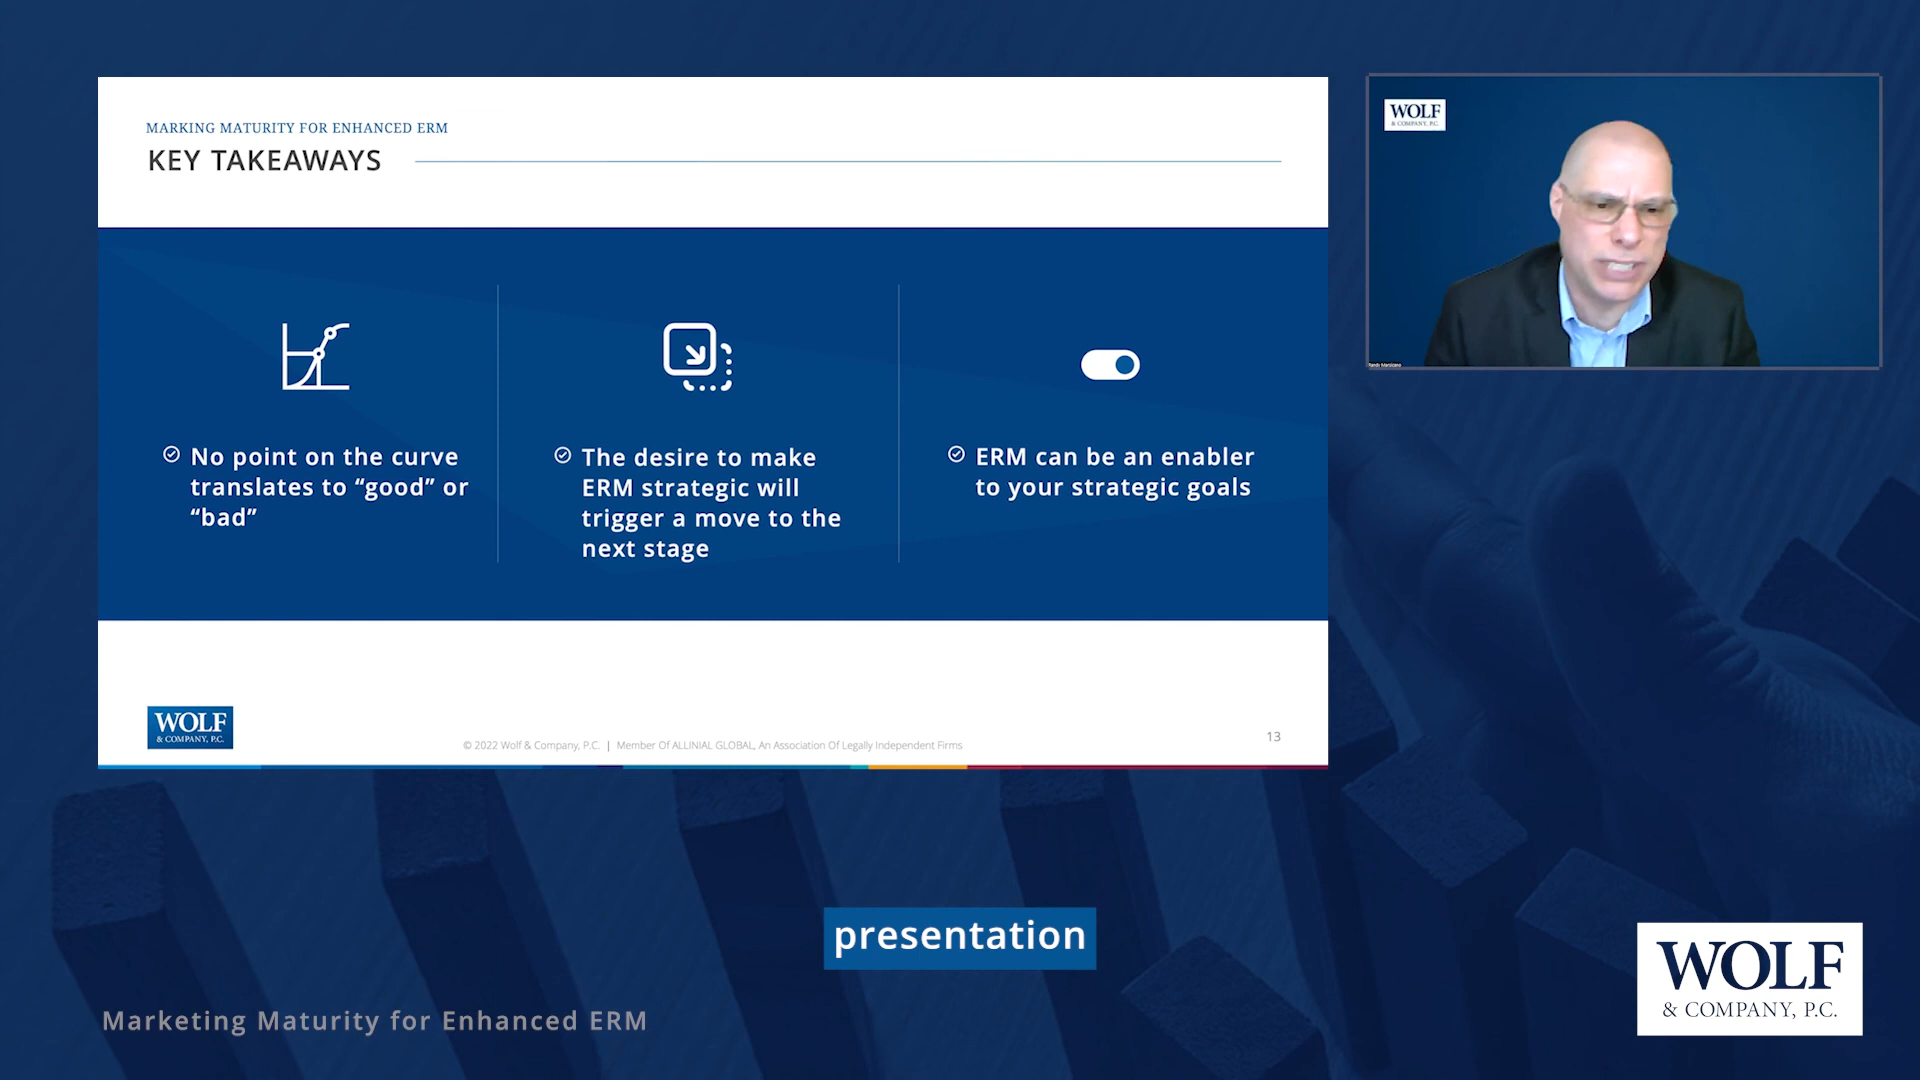 MARKING MATURITY FOR ENHANCED ERM
KEY TAKEAWAYS
No point on the curve
translates to “good” or
“bad”
The desire to make
ERM strategic will
trigger a move to the
next stage
ERM can be an enabler
to your strategic goals
WOLF
& COMPANY, P.C.
© 2022 Wolf & Company, P.C. | Member Of ALLINIAL GLOBAL, An Association Of Legally Independent Firms
13
WOLF
& COMPANY, P.C.
presentation
Marketing Maturity for Enhanced ERM
WOLF
& COMPANY, P.C.